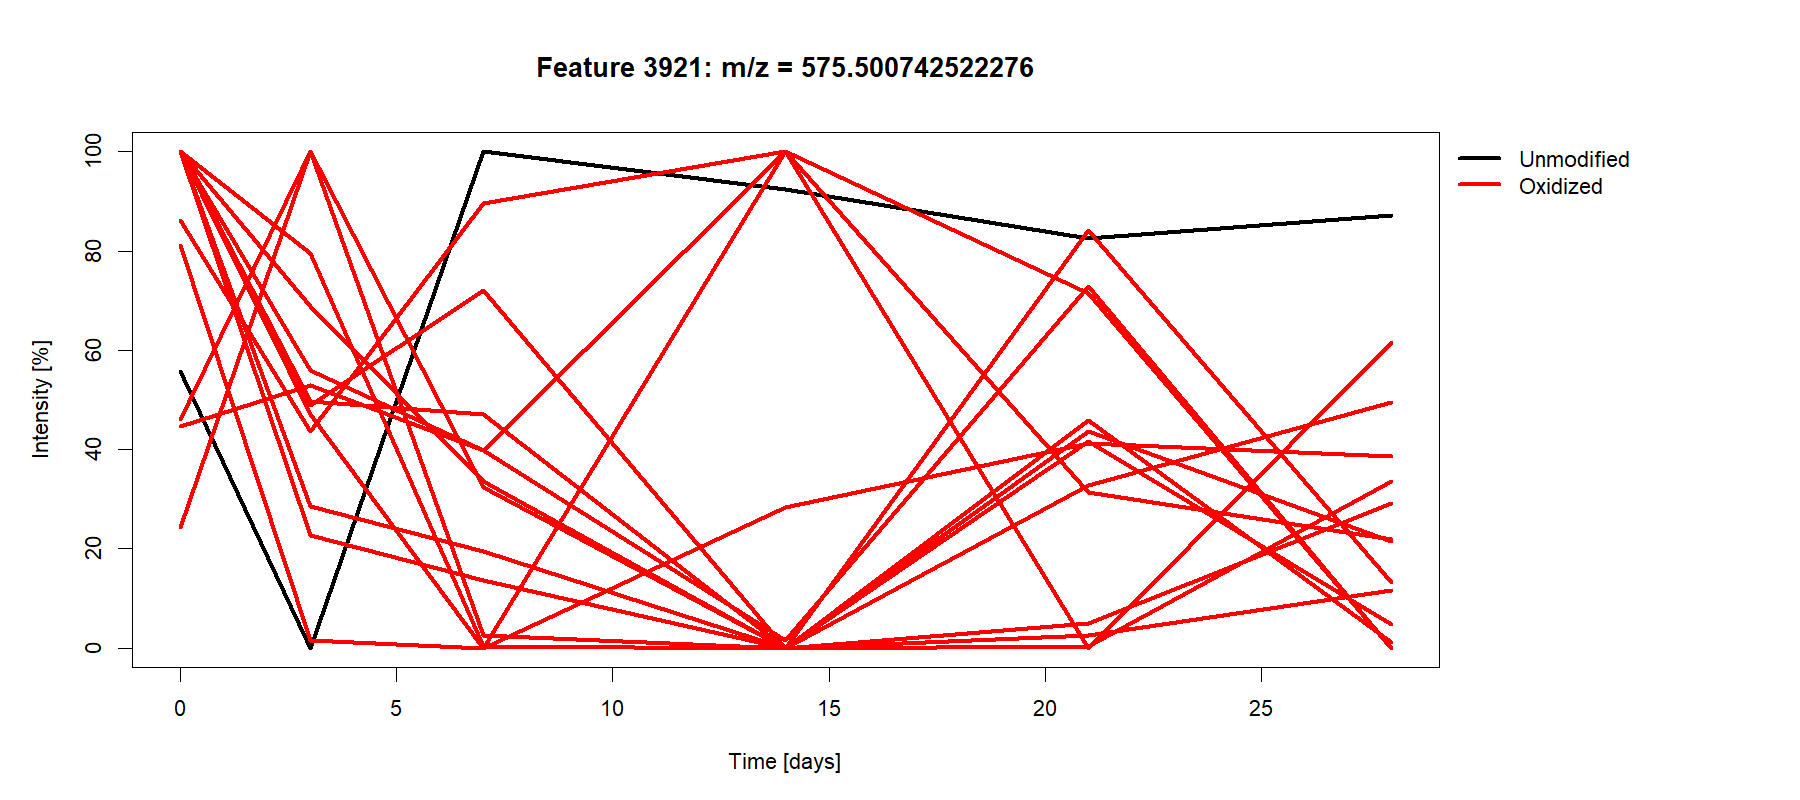 Feature 3921: m/z = 575.500742522276
Unmodified
Oxidized
Intensity [%]
100
80
60
40
20
0
0 5 10 15 20 25
Time [days]